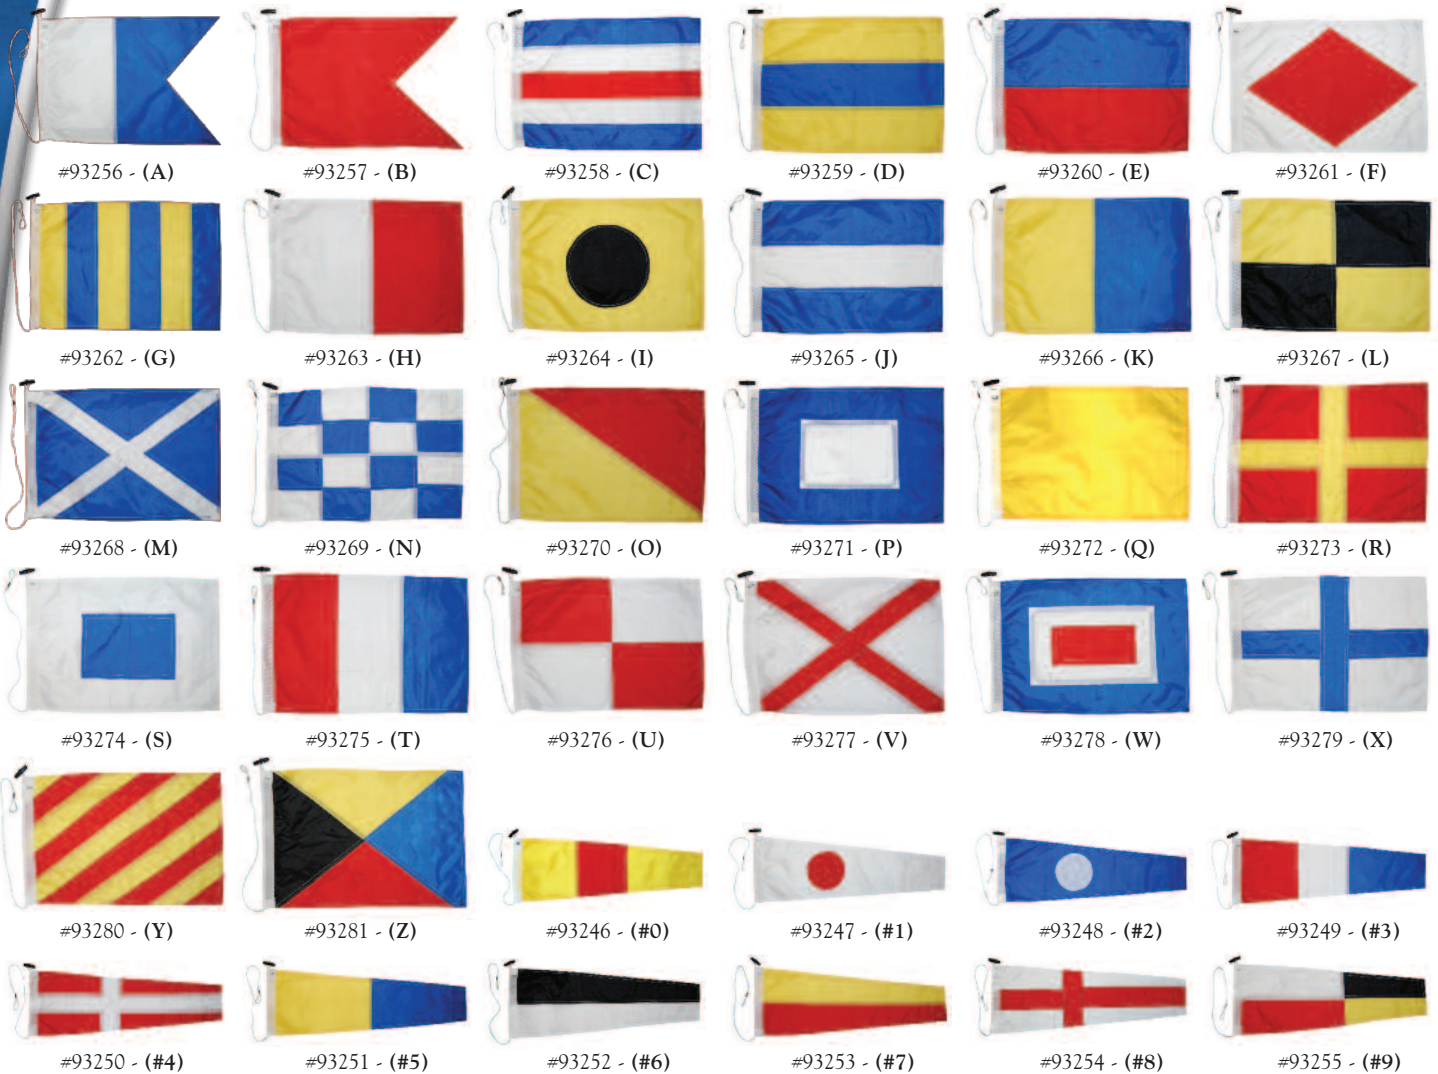 #93256 - (A) #93257 - (B) #93258 - (C) #93259 - (D) #93260 - (E) #93261 - (F)
#93262 - (G) #93263 - (H) #93264 - (I) #93265 - (J) #93266 - (K) #93267 - (L)
#93268 - (M) #93269 - (N) #93270 - (O) #93271 - (P) #93272 - (Q) #93273 - (R)
#93274 - (S) #93275 - (T) #93276 - (U) #93277 - (V) #93278 - (W) #93279 - (X)
#93280 - (Y) #93281 - (Z) #93246 - (#0) #93247 - (#1) #93248 - (#2) #93249 - (#3)
#93250 - (#4) #93251 - (#5) #93252 - (#6) #93253 - (#7) #93254 - (#8) #93255 - (#9)